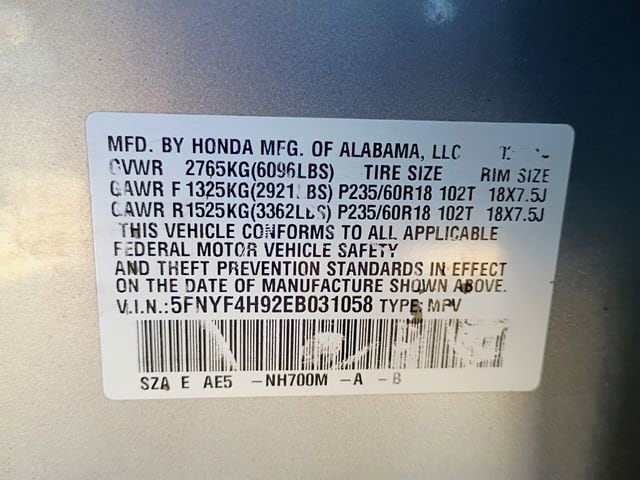 MFD. BY HONDA MFG. OF ALABAMA, LLC
GVWR 2765KG(6096LBS) TIRE SIZE RIM SIZE
GAWR F 1325KG(2921LBS) P235/60R18 102T 18X7.5J
GAWR R1525KG(3362LBS) P235/60R18 102T 18X7.5J
THIS VEHICLE CONFORMS TO ALL APPLICABLE
FEDERAL MOTOR VEHICLE SAFETY
AND THEFT PREVENTION STANDARDS IN EFFECT
ON THE DATE OF MANUFACTURE SHOWN ABOVE.
V.I.N.:5FNYF4H92EB031058 TYPE: MPV
SZA E AE5 -NH700M -A -B